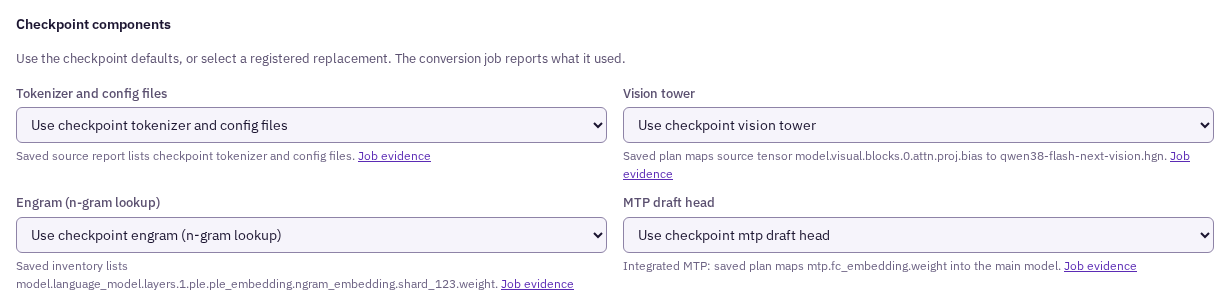 Checkpoint components
Use the checkpoint defaults, or select a registered replacement. The conversion job reports what it used.
Tokenizer and config files
Use checkpoint tokenizer and config files
Saved source report lists checkpoint tokenizer and config files. Job evidence
Vision tower
Use checkpoint vision tower
Saved plan maps source tensor model.visual.blocks.0.attn.proj.bias to qwen38-flash-next-vision.hgn. Job
evidence
Engram (n-gram lookup)
Use checkpoint engram (n-gram lookup)
Saved inventory lists
model.language_model.layers.1.ple.ple_embedding.ngram_embedding.shard_123.weight. Job evidence
MTP draft head
Use checkpoint mtp draft head
Integrated MTP: saved plan maps mtp.fc_embedding.weight into the main model. Job evidence